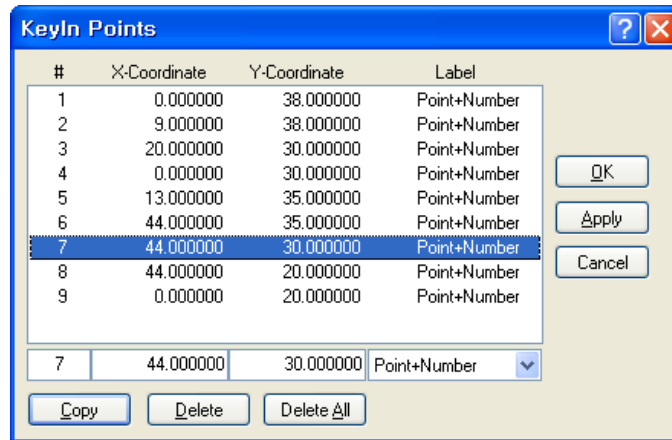 KeyIn Points
# X-Coordinate Y-Coordinate Label
1 0.000000 38.000000 Point+Number
2 9.000000 38.000000 Point+Number
3 20.000000 30.000000 Point+Number
4 0.000000 30.000000 Point+Number
5 13.000000 35.000000 Point+Number
6 44.000000 35.000000 Point+Number
7 44.000000 30.000000 Point+Number
8 44.000000 20.000000 Point+Number
9 0.000000 20.000000 Point+Number
OK
Apply
Cancel
7 44.000000 30.000000 Point+Number
Copy Delete Delete All